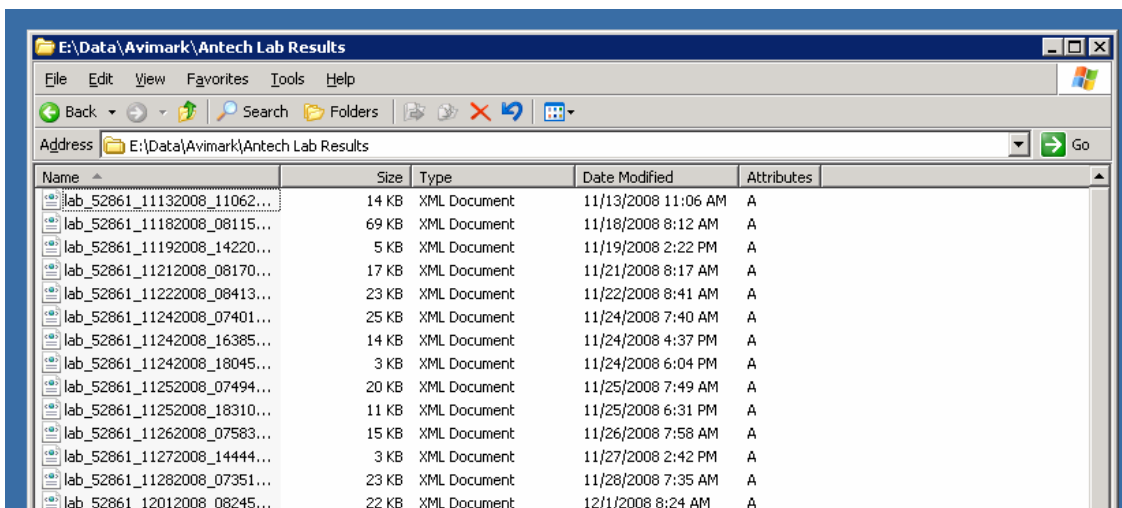 E:\Data\Avimark\Antech Lab Results
File Edit View Favorites Tools Help
Back Search Folders
Address E:\Data\Avimark\Antech Lab Results Go
Name Size Type Date Modified Attributes
lab_52861_11132008_11062... 14 KB XML Document 11/13/2008 11:06 AM A
lab_52861_11182008_08115... 69 KB XML Document 11/18/2008 8:12 AM A
lab_52861_11192008_14220... 5 KB XML Document 11/19/2008 2:22 PM A
lab_52861_11212008_08170... 17 KB XML Document 11/21/2008 8:17 AM A
lab_52861_11222008_08413... 23 KB XML Document 11/22/2008 8:41 AM A
lab_52861_11242008_07401... 25 KB XML Document 11/24/2008 7:40 AM A
lab_52861_11242008_16385... 14 KB XML Document 11/24/2008 4:37 PM A
lab_52861_11242008_18045... 3 KB XML Document 11/24/2008 6:04 PM A
lab_52861_11252008_07494... 20 KB XML Document 11/25/2008 7:49 AM A
lab_52861_11252008_18310... 11 KB XML Document 11/25/2008 6:31 PM A
lab_52861_11262008_07583... 15 KB XML Document 11/26/2008 7:58 AM A
lab_52861_11272008_14444... 3 KB XML Document 11/27/2008 2:42 PM A
lab_52861_11282008_07351... 23 KB XML Document 11/28/2008 7:35 AM A
lab_52861_12012008_08245... 22 KB XML Document 12/1/2008 8:24 AM A